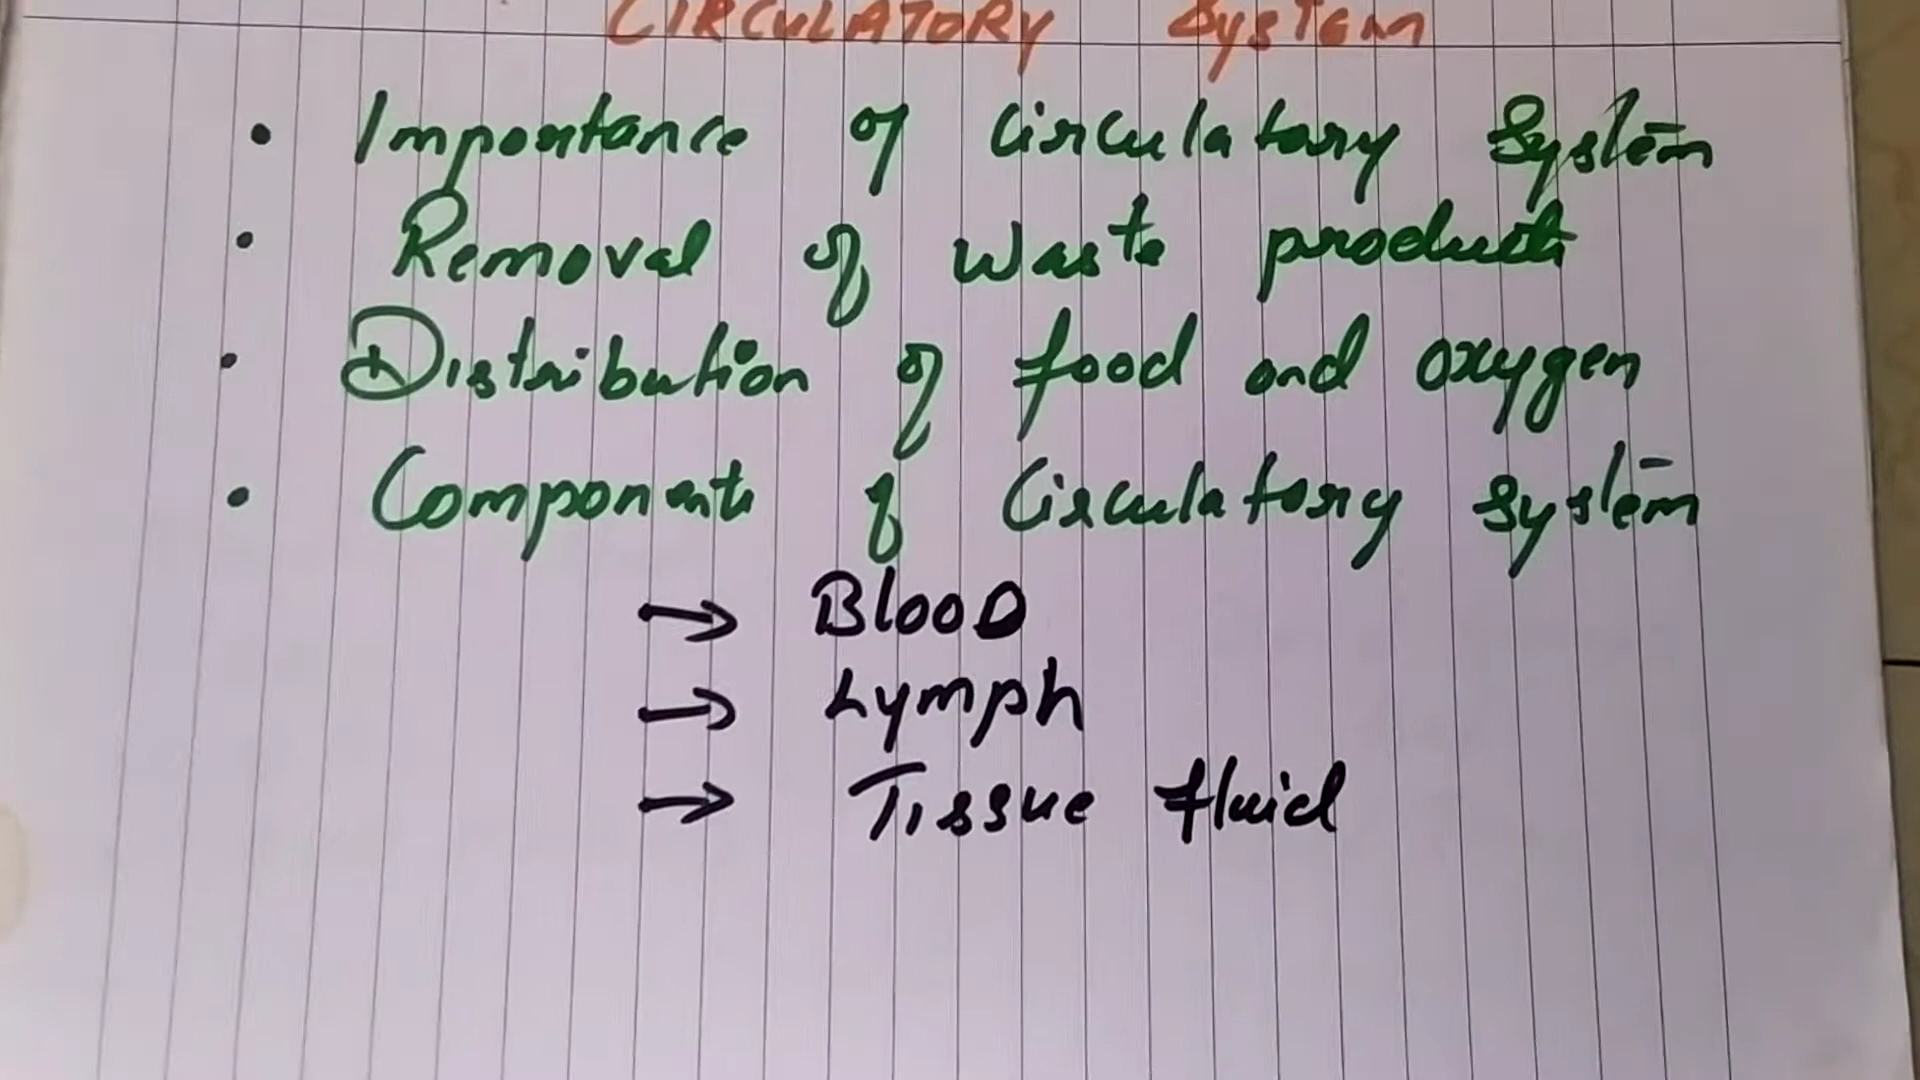 CIRCULATORY System
• Importance of Circulatory System
• Removal of waste products
• Distribution of food and oxygen
• Components of Circulatory System
→ Blood
→ Lymph
→ Tissue fluid